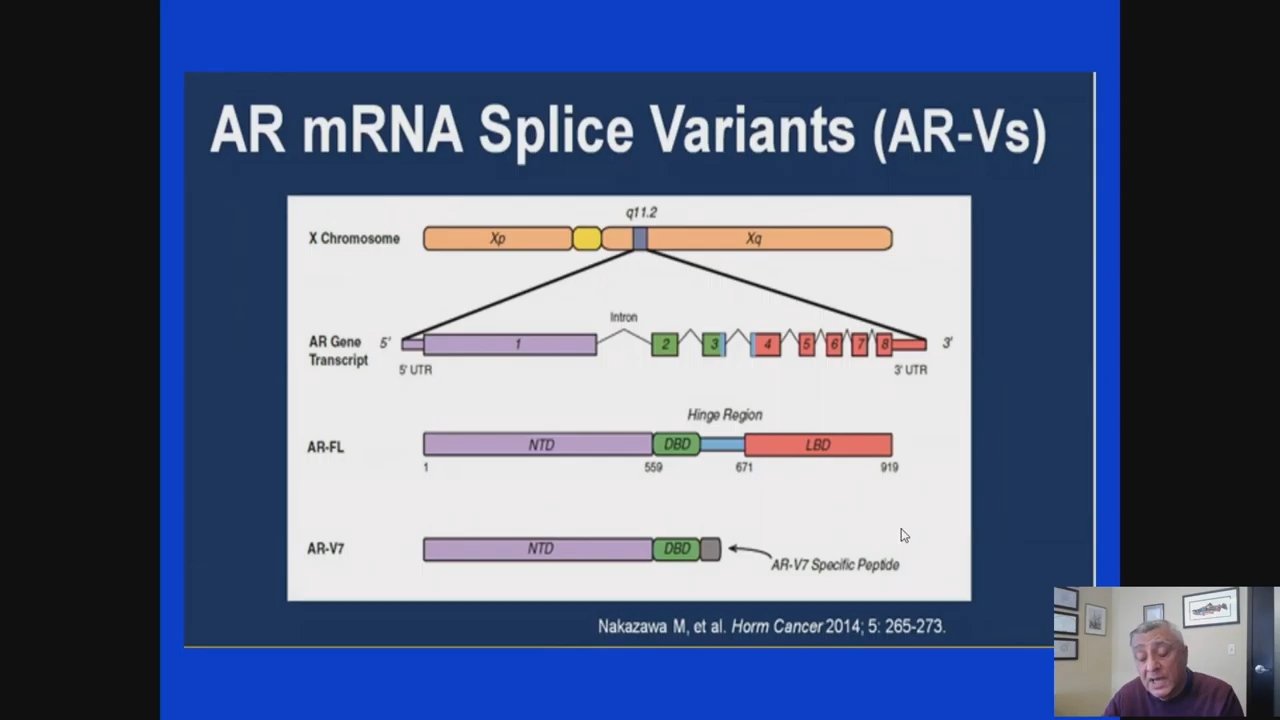 AR mRNA Splice Variants (AR-Vs)
q11.2
X Chromosome
Xp
Xq
Intron
AR Gene
Transcript
5'
1
2
3
4
5
6
7
8
3'
5' UTR
3' UTR
Hinge Region
AR-FL
NTD
DBD
LBD
1
559
671
919
AR-V7
NTD
DBD
AR-V7 Specific Peptide
Nakazawa M, et al. Horm Cancer 2014; 5: 265-273.